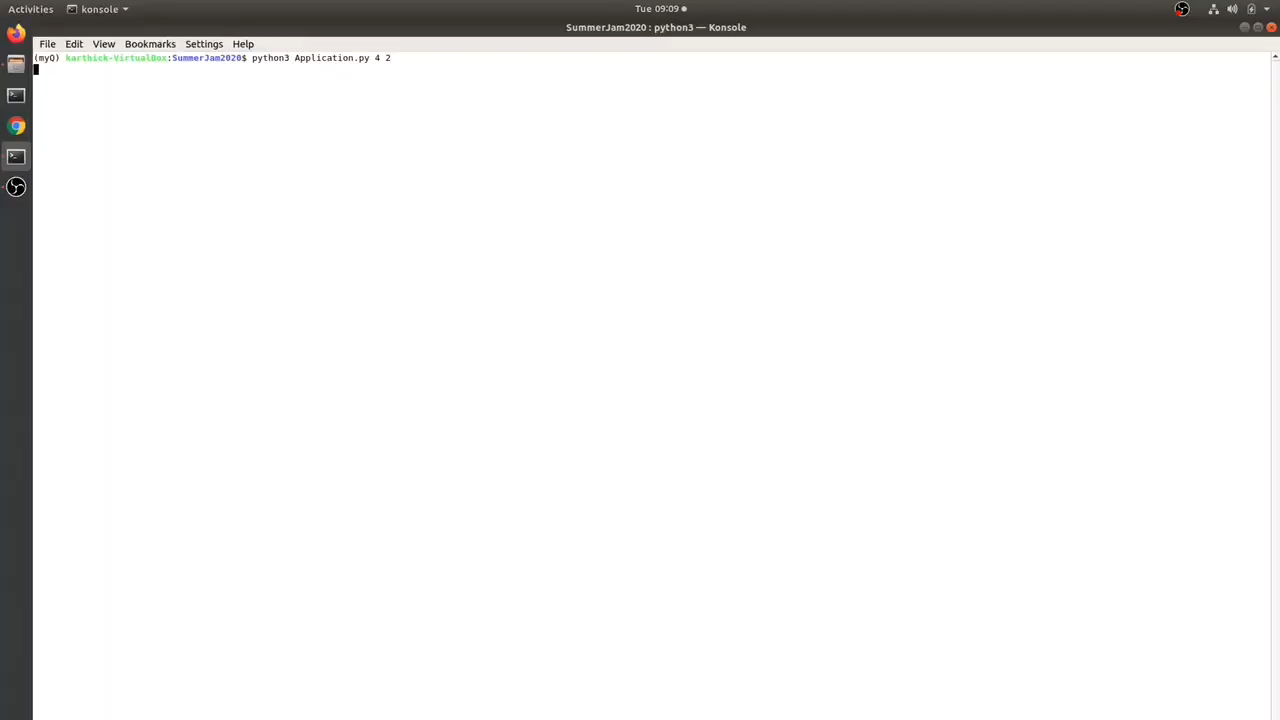 Activities konsole Tue 09:09
SummerJam2020 : python3 — Konsole
File Edit View Bookmarks Settings Help
(myQ) karthick-VirtualBox:SummerJam2020$ python3 Application.py 4 2